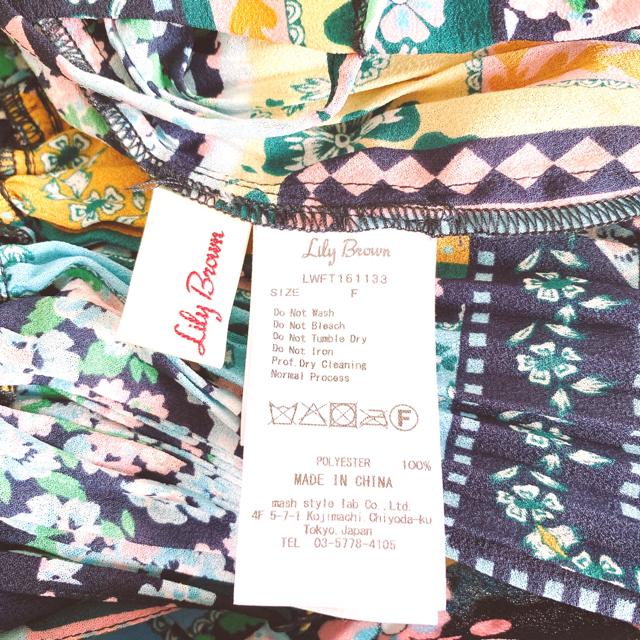 Lily Brown
Lily Brown
LWFT161133
SIZE F
Do Not Wash
Do Not Bleach
Do Not Tumble Dry
Do Not Iron
Prof.Dry Cleaning
Normal Process
F
POLYESTER 100%
MADE IN CHINA
mash style lab Co.,Ltd.
4F 5-7-1 Kojimachi Chiyoda-ku
Tokyo.Japan
TEL 03-5778-4105